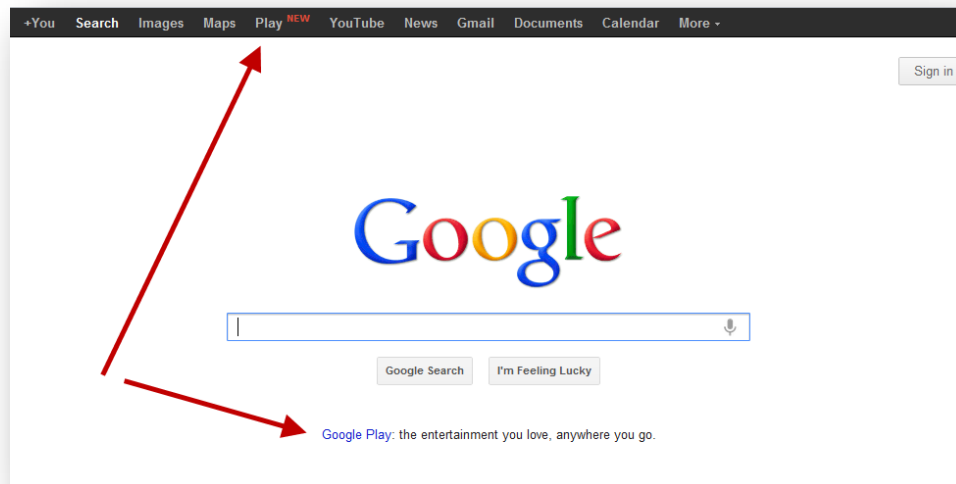 +You Search Images Maps Play NEW YouTube News Gmail Documents Calendar More
Sign in
Google
Google Search I'm Feeling Lucky
Google Play: the entertainment you love, anywhere you go.